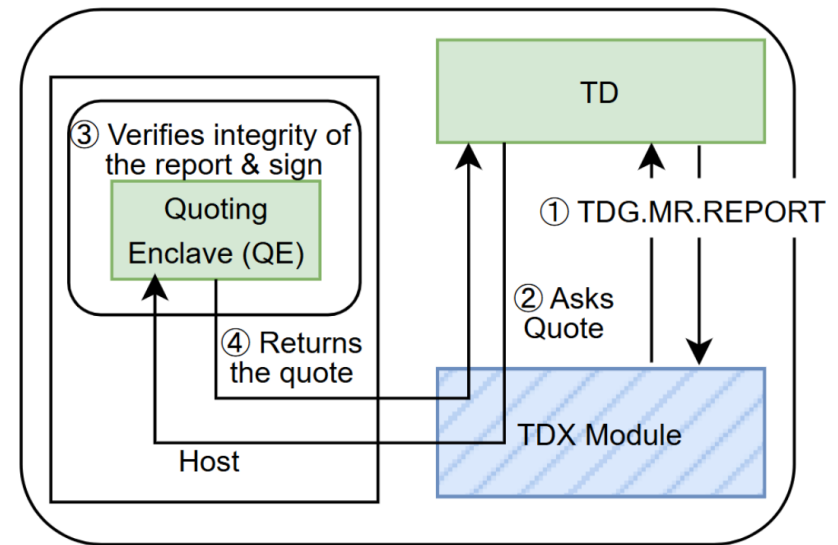 TD
③ Verifies integrity of
the report & sign
Quoting
Enclave (QE)
① TDG.MR.REPORT
② Asks
Quote
④ Returns
the quote
TDX Module
Host